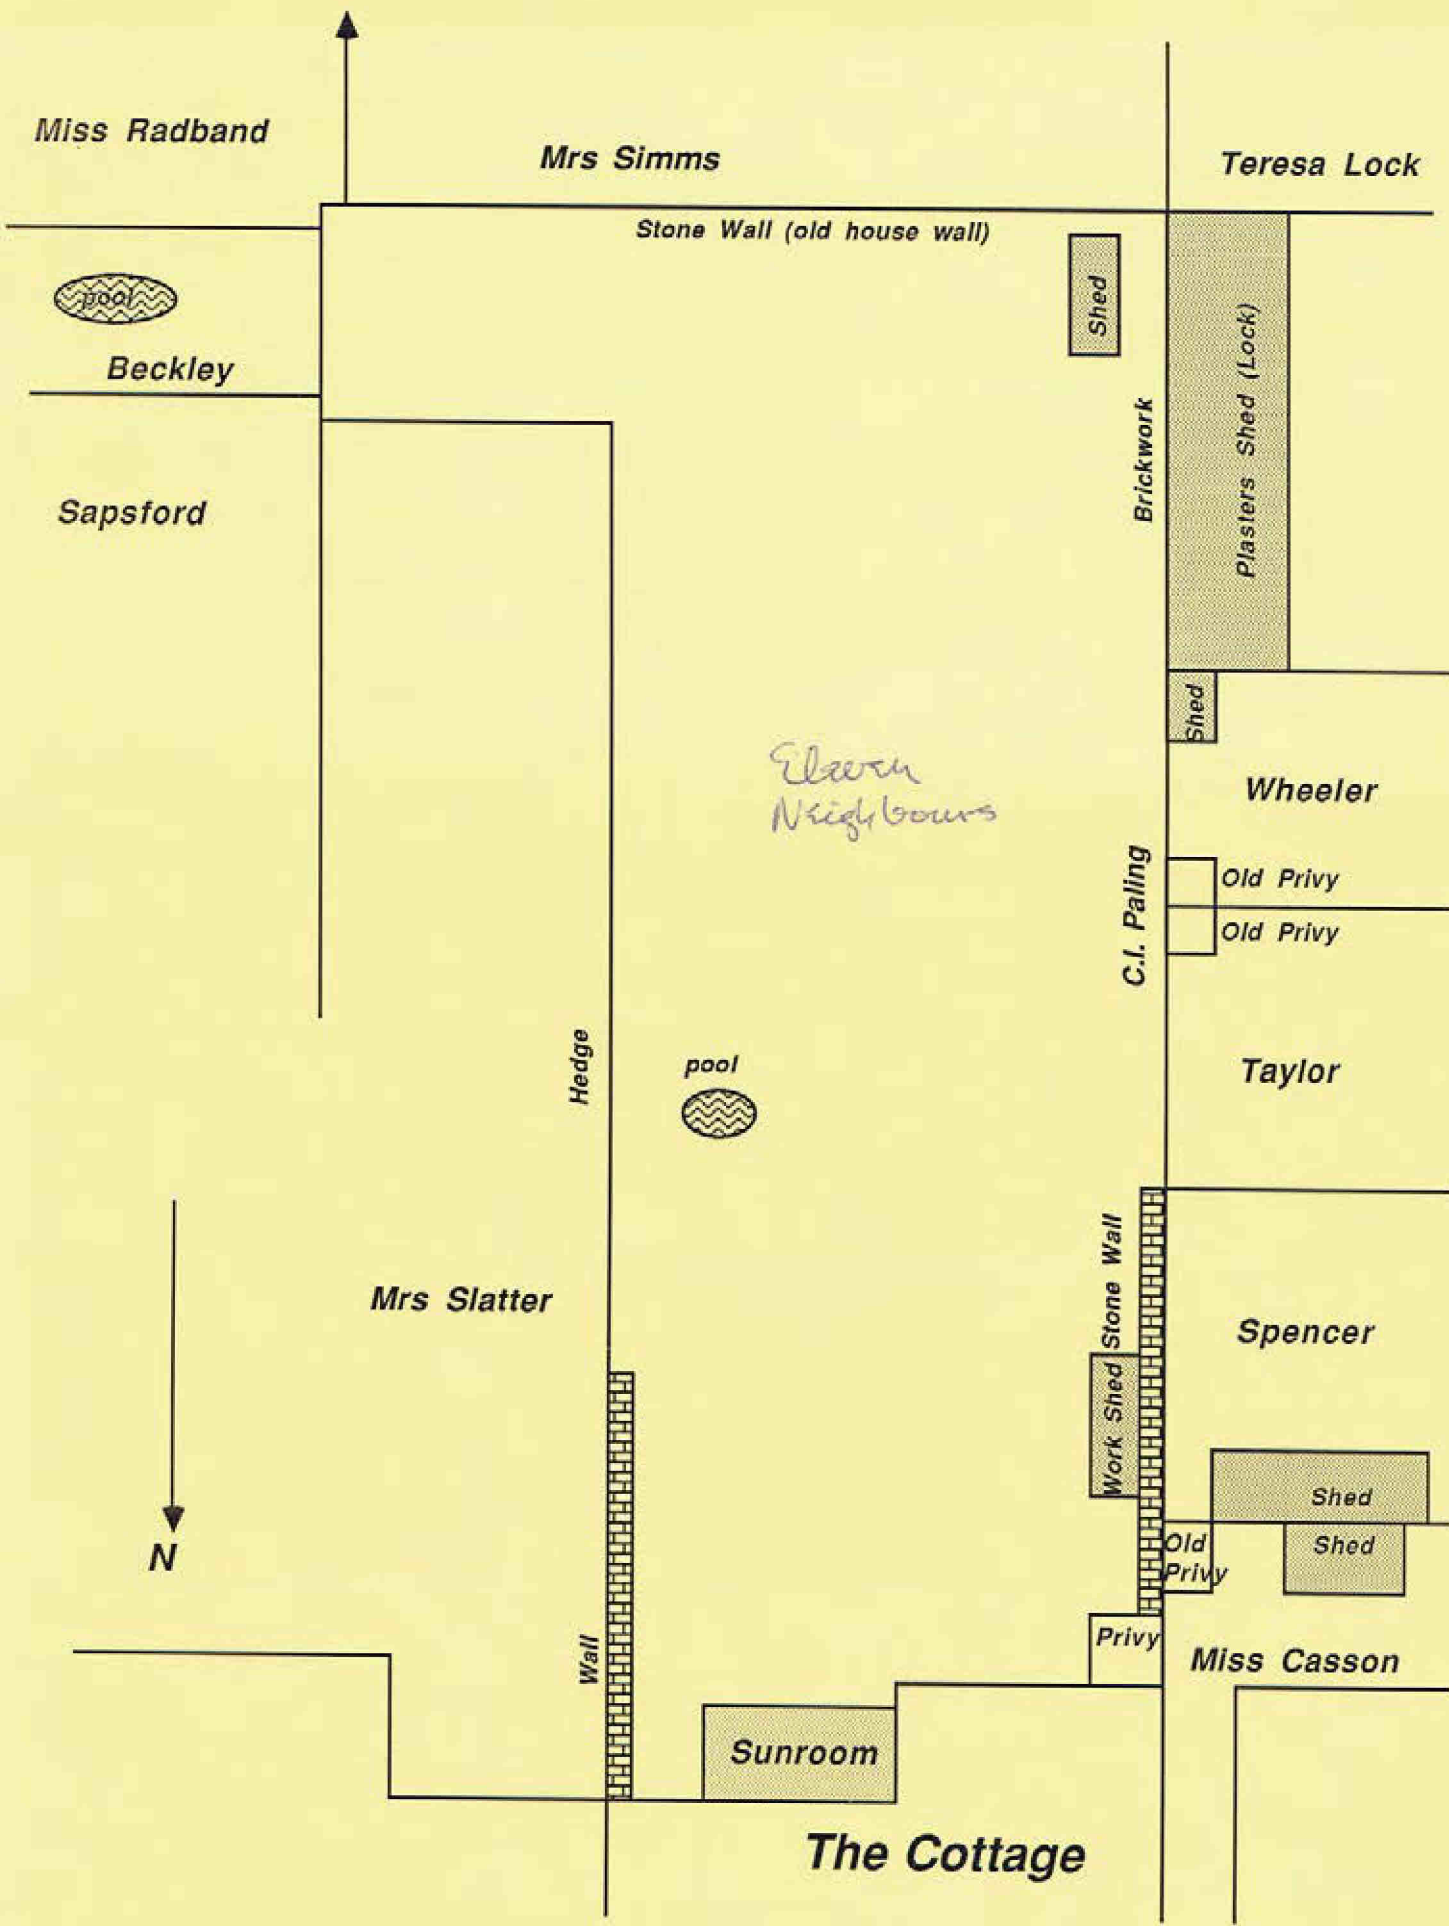 Miss Radband
Mrs Simms
Teresa Lock
Stone Wall (old house wall)
pool
Shed
Beckley
Plasters Shed (Lock)
Brickwork
Sapsford
Shed
Eleven
Neighbours
Wheeler
Old Privy
C.I. Paling
Old Privy
Hedge
pool
Taylor
Stone Wall
Mrs Slatter
Spencer
Work Shed
Shed
N
Old
Privy
Shed
Wall
Privy
Miss Casson
Sunroom
The Cottage